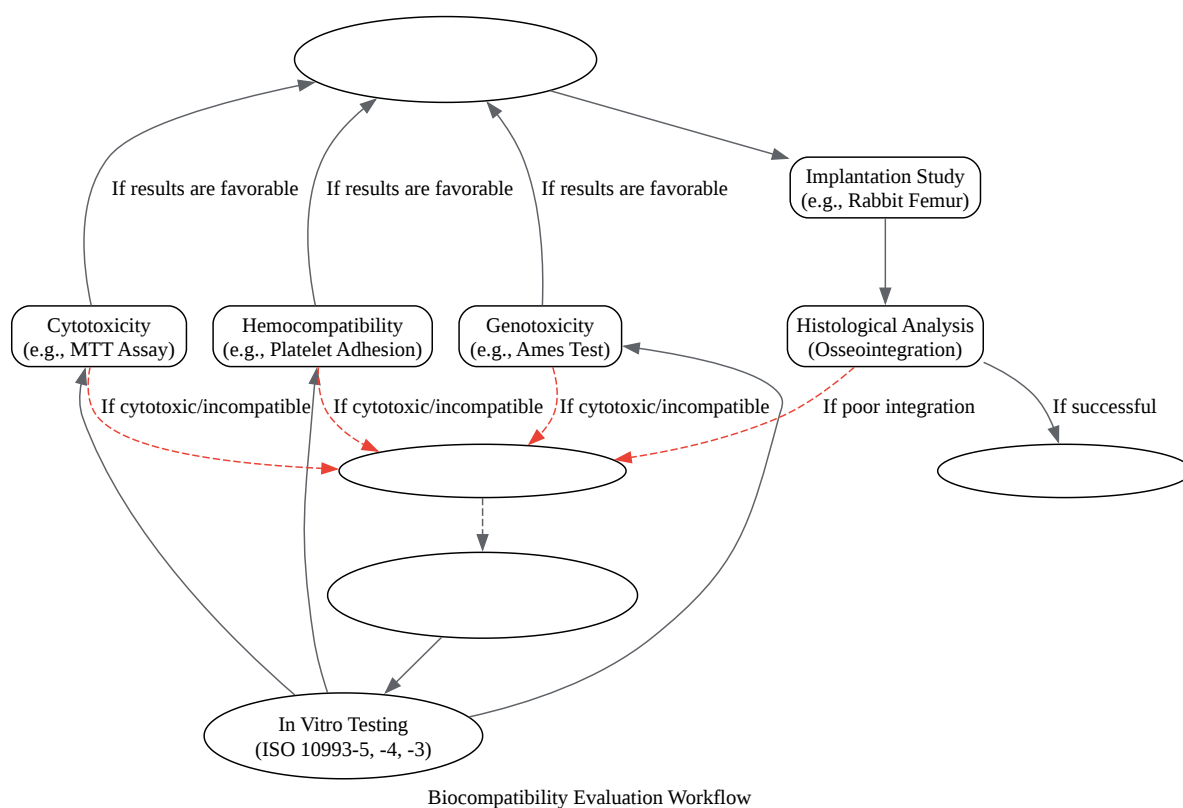 If results are favorable
If results are favorable
If results are favorable
Implantation Study
(e.g., Rabbit Femur)
Cytotoxicity
(e.g., MTT Assay)
Hemocompatibility
(e.g., Platelet Adhesion)
Genotoxicity
(e.g., Ames Test)
Histological Analysis
(Osseointegration)
If cytotoxic/incompatible
If cytotoxic/incompatible
If cytotoxic/incompatible
If poor integration
If successful
In Vitro Testing
(ISO 10993-5, -4, -3)
Biocompatibility Evaluation Workflow